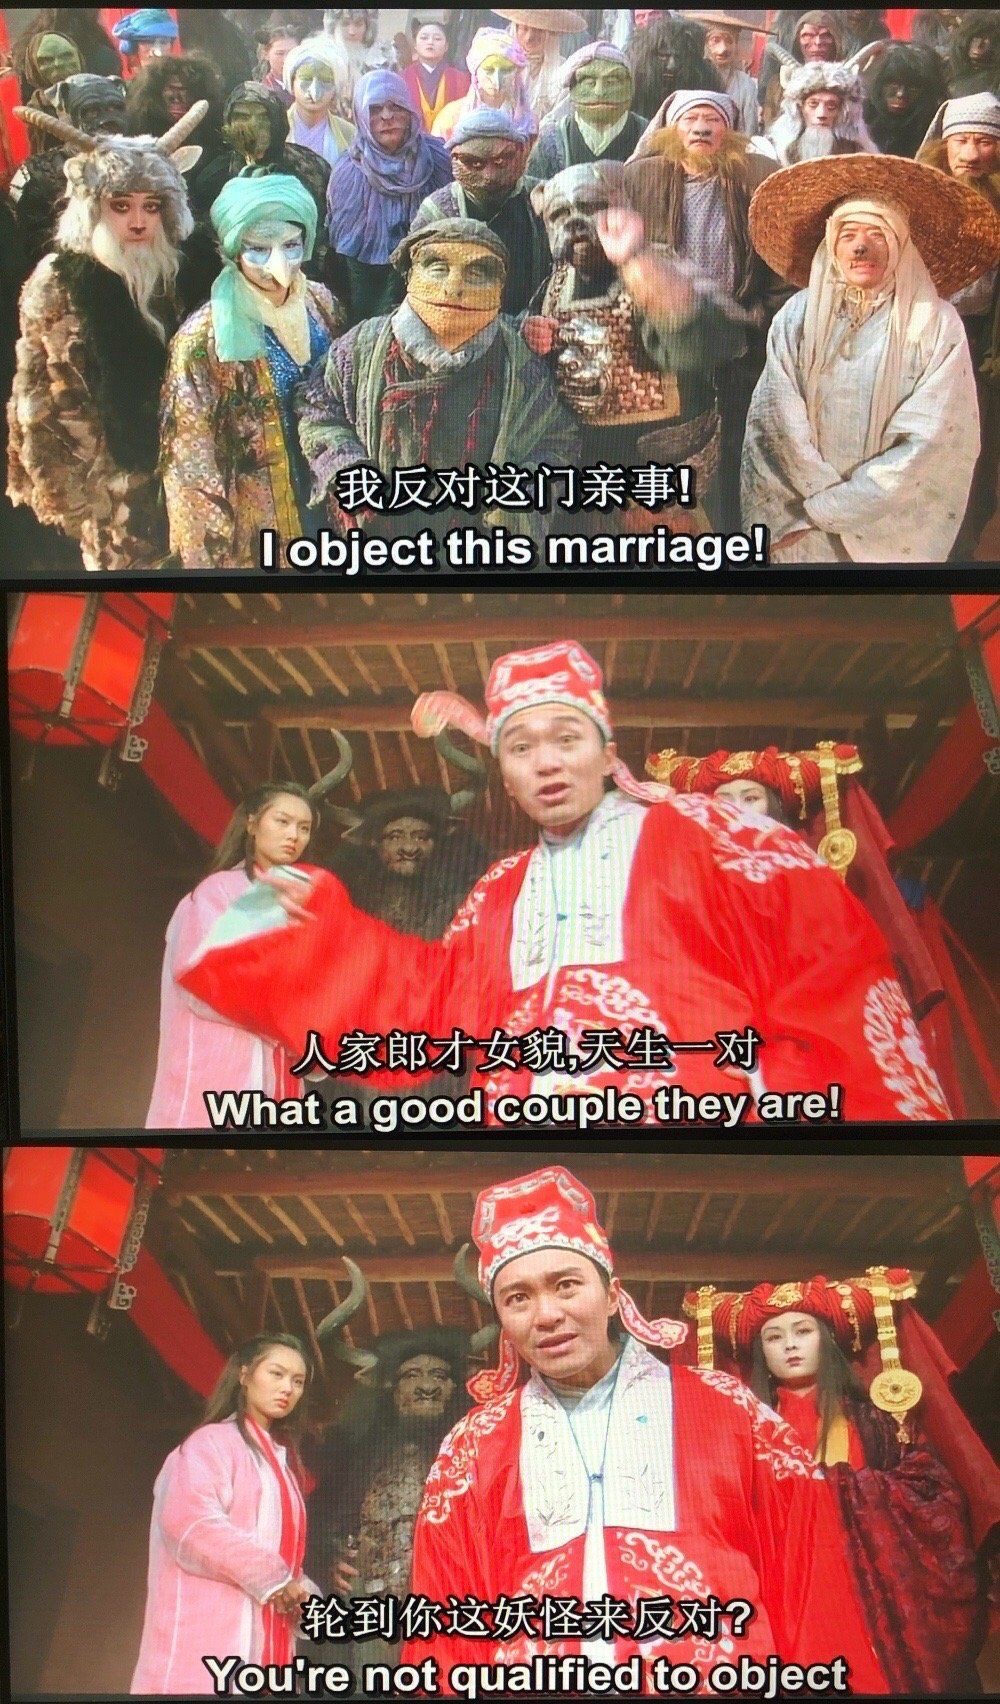 我反对这门亲事!
I object this marriage!
人家郎才女貌,天生一对
What a good couple they are!
轮到你这妖怪来反对?
You're not qualified to object